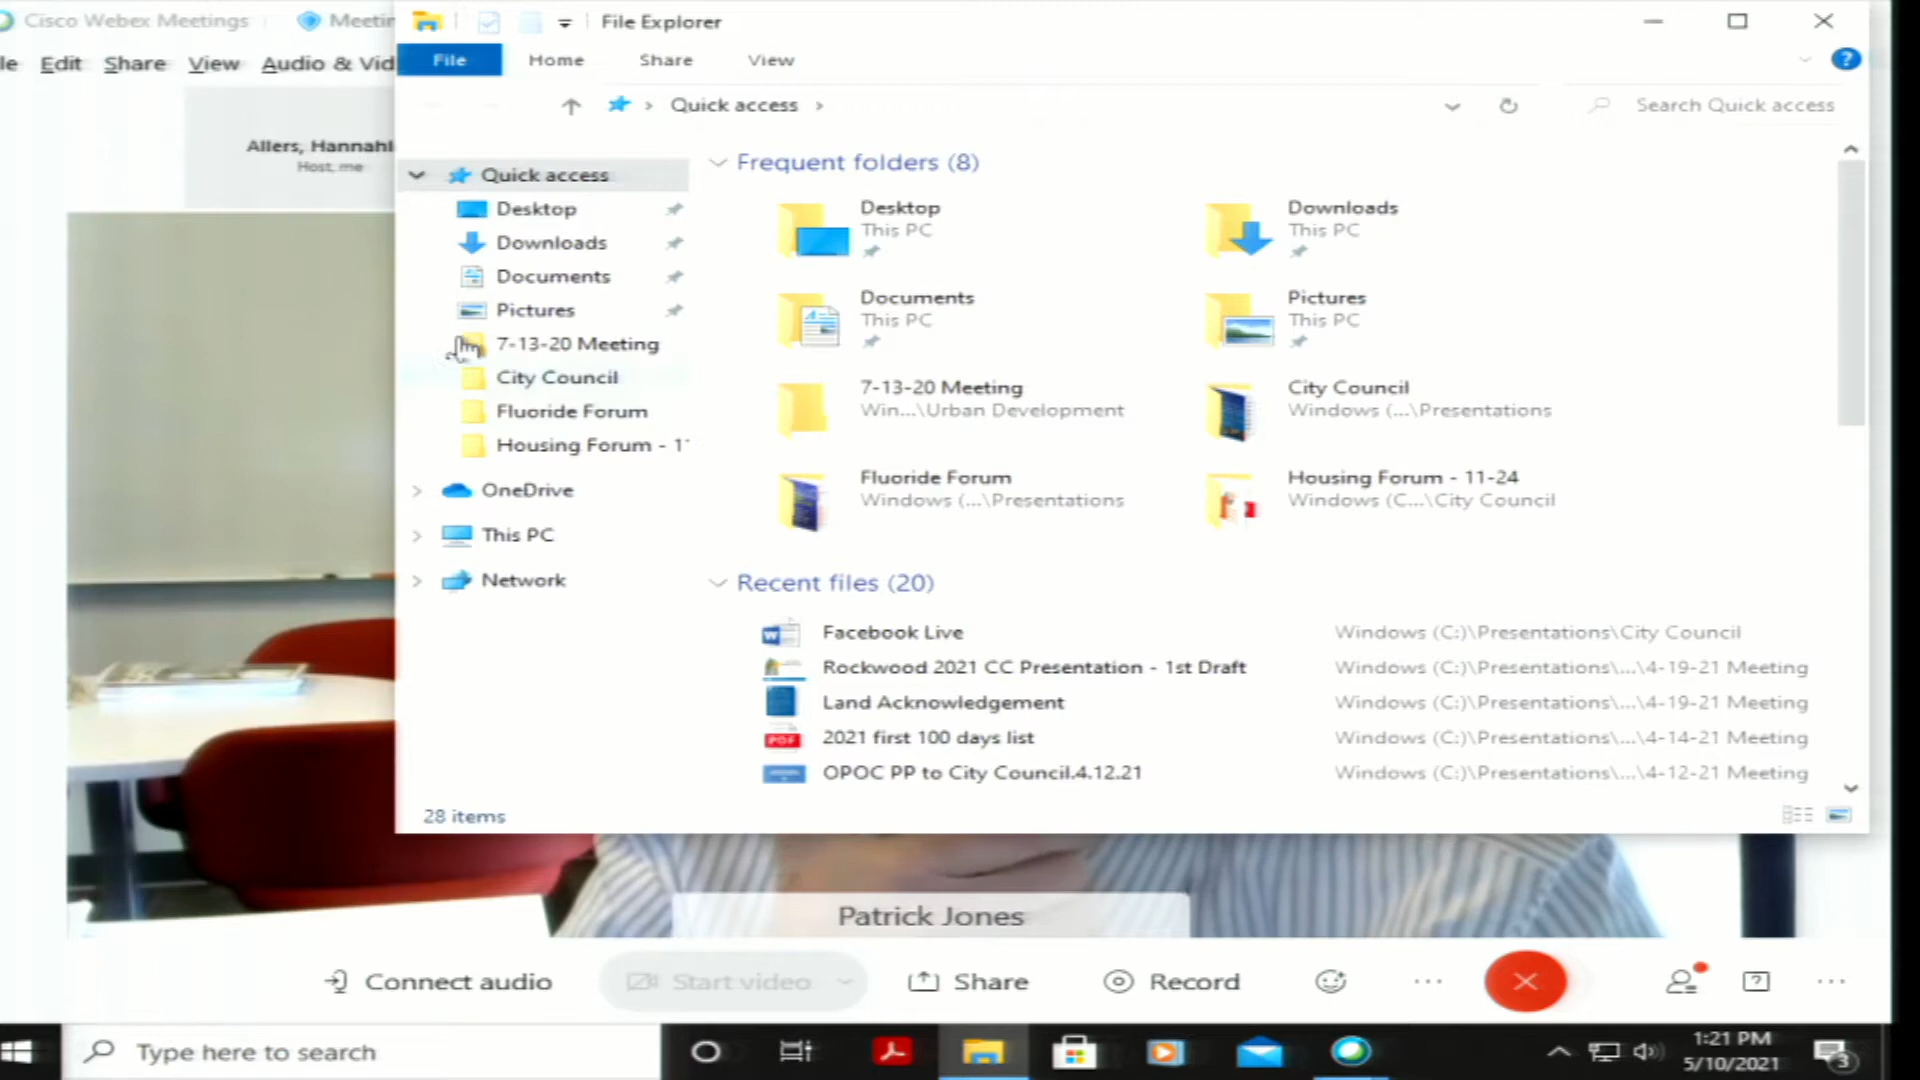 Cisco Webex Meetings
File Explorer
Edit Share View
File Home Share View
Quick access
Search Quick access
Host, me
Quick access
Desktop
Downloads
Documents
Pictures
7-13-20 Meeting
City Council
Fluoride Forum
Housing Forum - 1
OneDrive
This PC
Network
Frequent folders (8)
Desktop
This PC
Downloads
This PC
Documents
This PC
Pictures
This PC
7-13-20 Meeting
Win...\Urban Development
City Council
Windows (...\Presentations
Fluoride Forum
Windows (...\Presentations
Housing Forum - 11-24
Windows (C...\City Council
Recent files (20)
Facebook Live Windows (C:)\Presentations\City Council
Rockwood 2021 CC Presentation - 1st Draft Windows (C:)\Presentations\...\4-19-21 Meeting
Land Acknowledgement Windows (C:)\Presentations\...\4-19-21 Meeting
2021 first 100 days list Windows (C:)\Presentations\...\4-14-21 Meeting
OPOC PP to City Council.4.12.21 Windows (C:)\Presentations\...\4-12-21 Meeting
28 items
Patrick Jones
Connect audio Start video Share Record
Type here to search
1:21 PM
5/10/2021
3